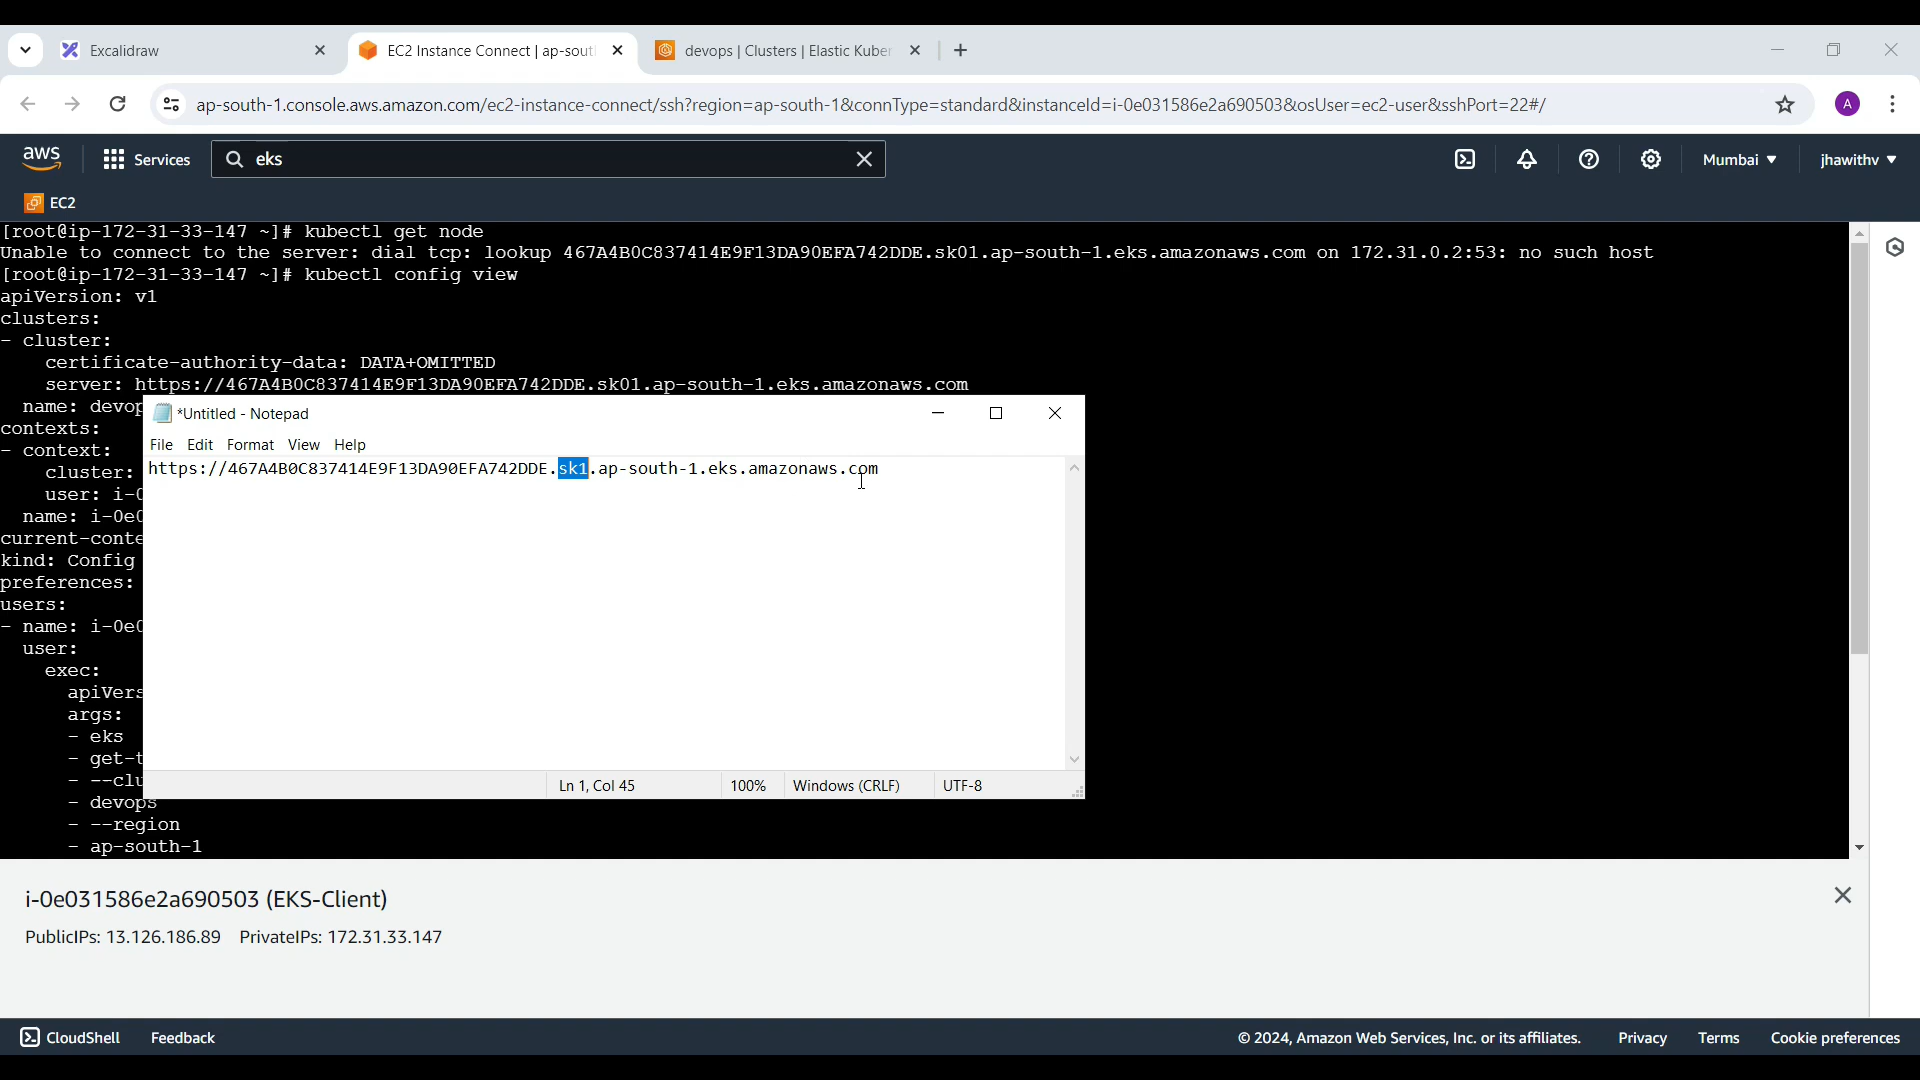 Excalidraw
EC2 Instance Connect | ap-sout
devops | Clusters | Elastic Kuber
ap-south-1.console.aws.amazon.com/ec2-instance-connect/ssh?region=ap-south-1&connType=standard&instanceId=i-0e031586e2a690503&osUser=ec2-user&sshPort=22#/
A
aws
Services
eks
Mumbai
jhawithv
EC2
[root@ip-172-31-33-147 ~]# kubectl get node
Unable to connect to the server: dial tcp: lookup 467A4B0C837414E9F13DA90EFA742DDE.sk01.ap-south-1.eks.amazonaws.com on 172.31.0.2:53: no such host
[root@ip-172-31-33-147 ~]# kubectl config view
apiVersion: v1
clusters:
- cluster:
    certificate-authority-data: DATA+OMITTED
    server: https://467A4B0C837414E9F13DA90EFA742DDE.sk01.ap-south-1.eks.amazonaws.com
  name: devop
contexts:
- context:
    cluster:
    user: i-0
  name: i-0e0
current-conte
kind: Config
preferences:
users:
- name: i-0e0
  user:
    exec:
      apiVers
      args:
      - eks
      - get-t
      - --clu
      - devops
      - --region
      - ap-south-1
*Untitled - Notepad
File Edit Format View Help
https://467A4B0C837414E9F13DA90EFA742DDE.sk1.ap-south-1.eks.amazonaws.com
Ln 1, Col 45
100%
Windows (CRLF)
UTF-8
i-0e031586e2a690503 (EKS-Client)
PublicIPs: 13.126.186.89 PrivateIPs: 172.31.33.147
CloudShell
Feedback
© 2024, Amazon Web Services, Inc. or its affiliates.
Privacy
Terms
Cookie preferences